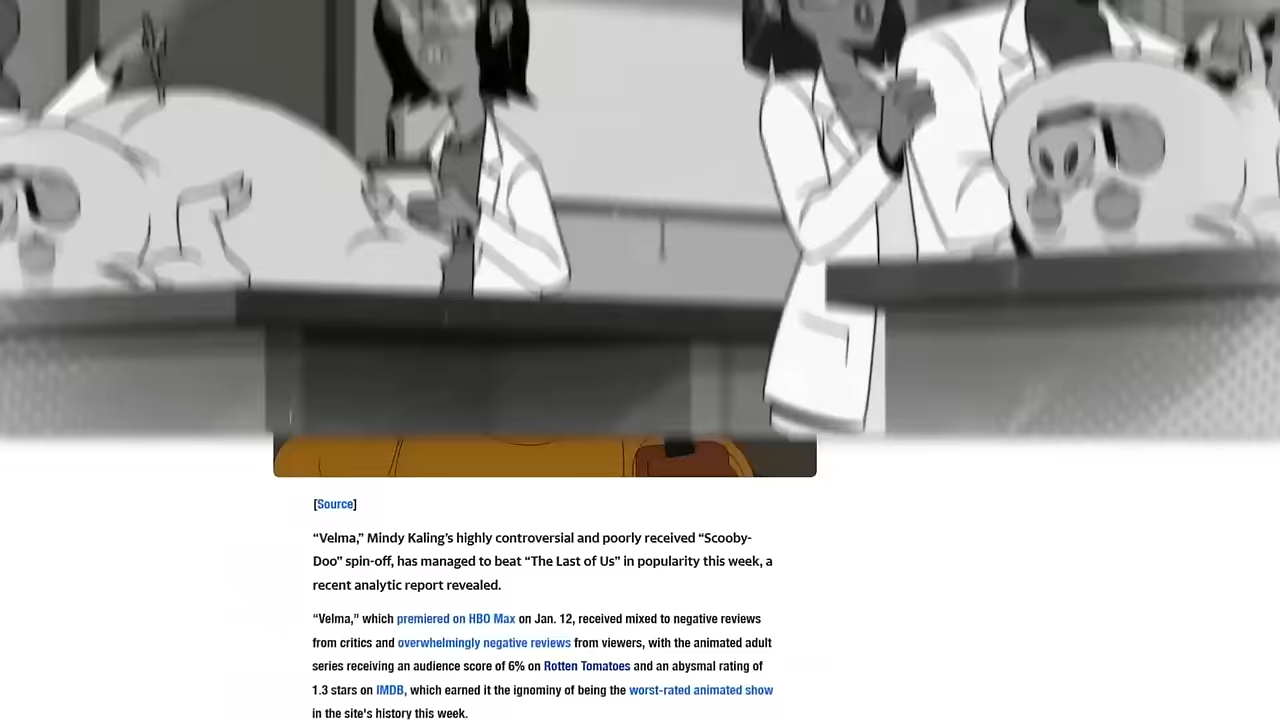 [Source]
“Velma,” Mindy Kaling’s highly controversial and poorly received “Scooby-
Doo” spin-off, has managed to beat “The Last of Us” in popularity this week, a
recent analytic report revealed.
“Velma,” which premiered on HBO Max on Jan. 12, received mixed to negative reviews
from critics and overwhelmingly negative reviews from viewers, with the animated adult
series receiving an audience score of 6% on Rotten Tomatoes and an abysmal rating of
1.3 stars on IMDB, which earned it the ignominy of being the worst-rated animated show
in the site's history this week.